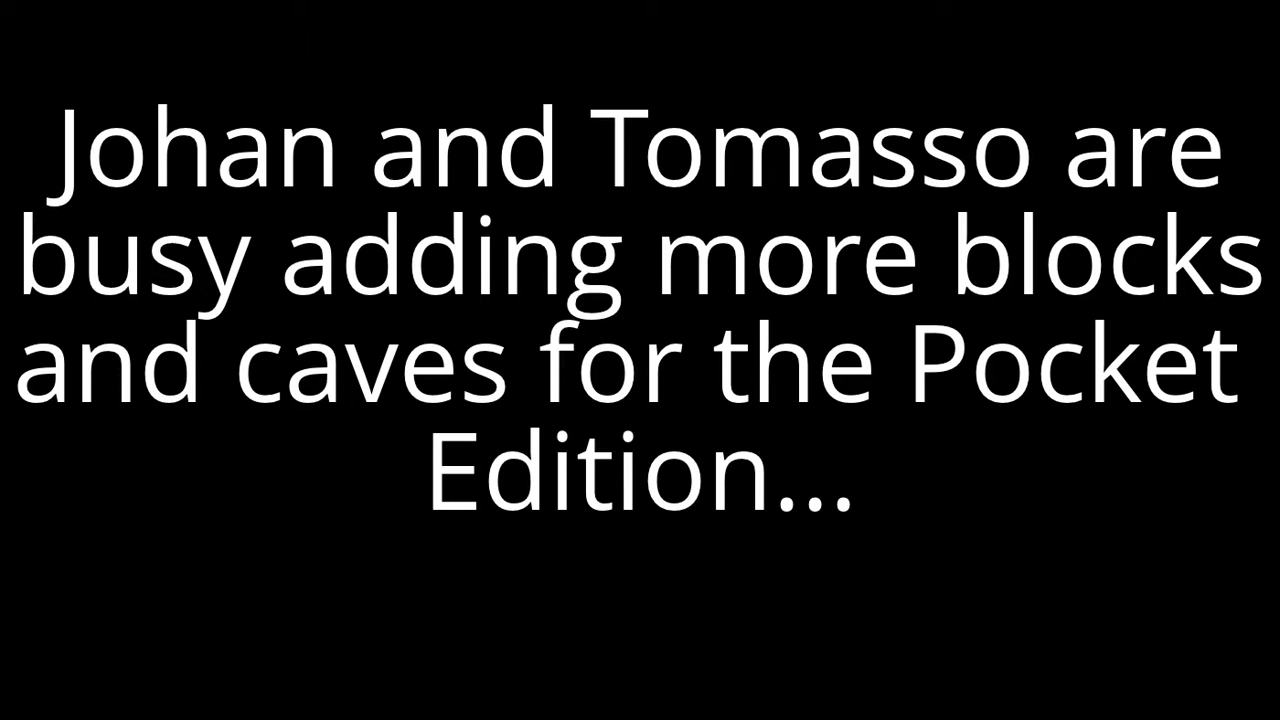 Johan and Tomasso are
busy adding more blocks
and caves for the Pocket
Edition...